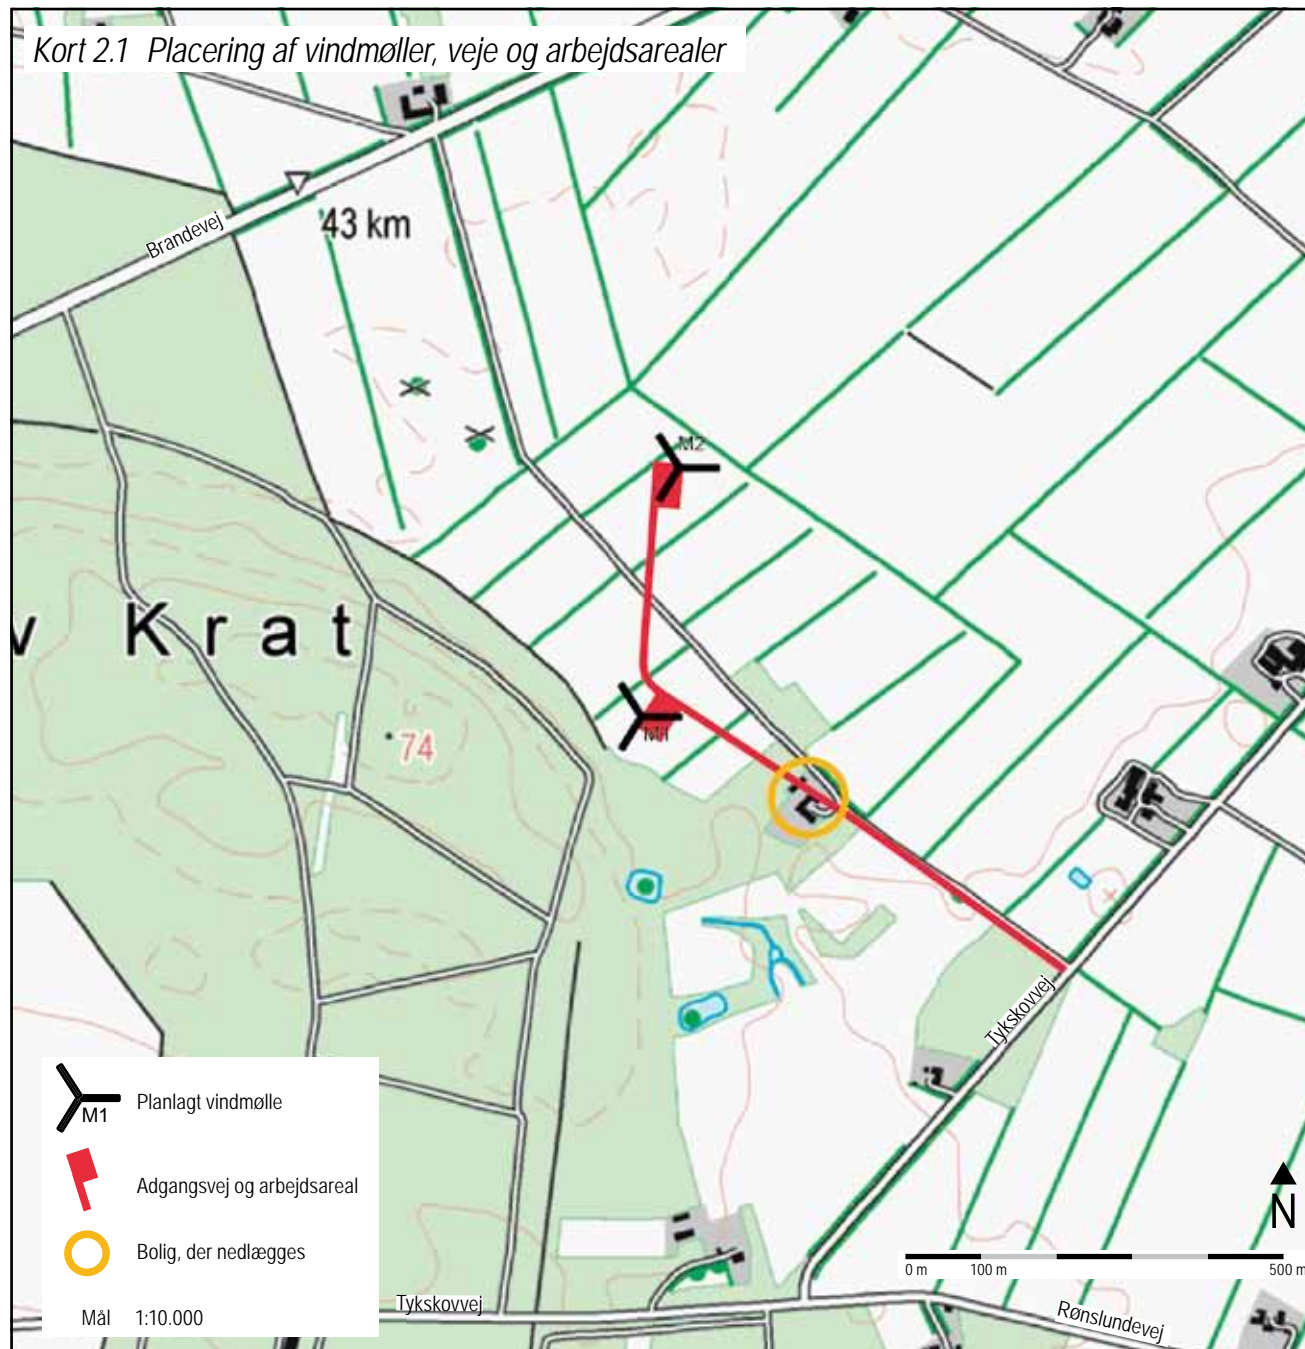 Kort 2.1 Placering af vindmøller, veje og arbejdsarealer
Brandevej
43 km
M2
v Krat
M1
74
Tykskovvej
M1 Planlagt vindmølle
Adgangsvej og arbejdsareal
Bolig, der nedlægges
Mål 1:10.000
N
0 m 100 m 500 m
Tykskovvej
Rønslundevej